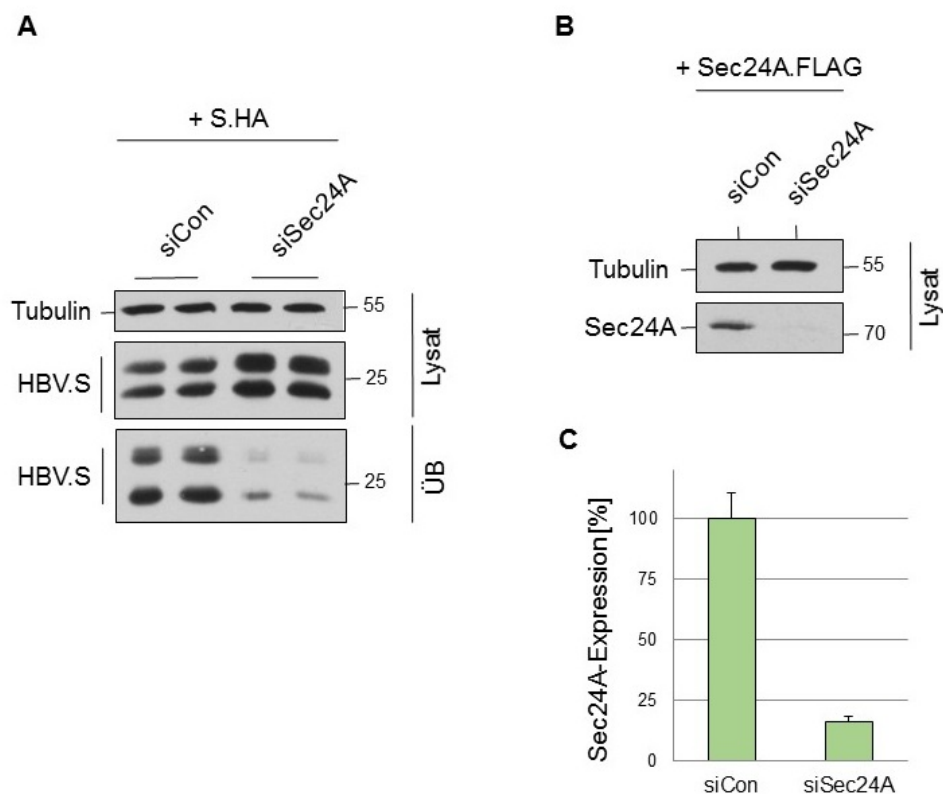 A
+ S.HA
siCon
siSec24A
Tubulin
55
HBV.S
25
Lysat
HBV.S
25
ÜB
B
+ Sec24A.FLAG
siCon
siSec24A
Tubulin
55
Sec24A
70
Lysat
C
Sec24A-Expression [%]
100
75
50
25
0
siCon
siSec24A